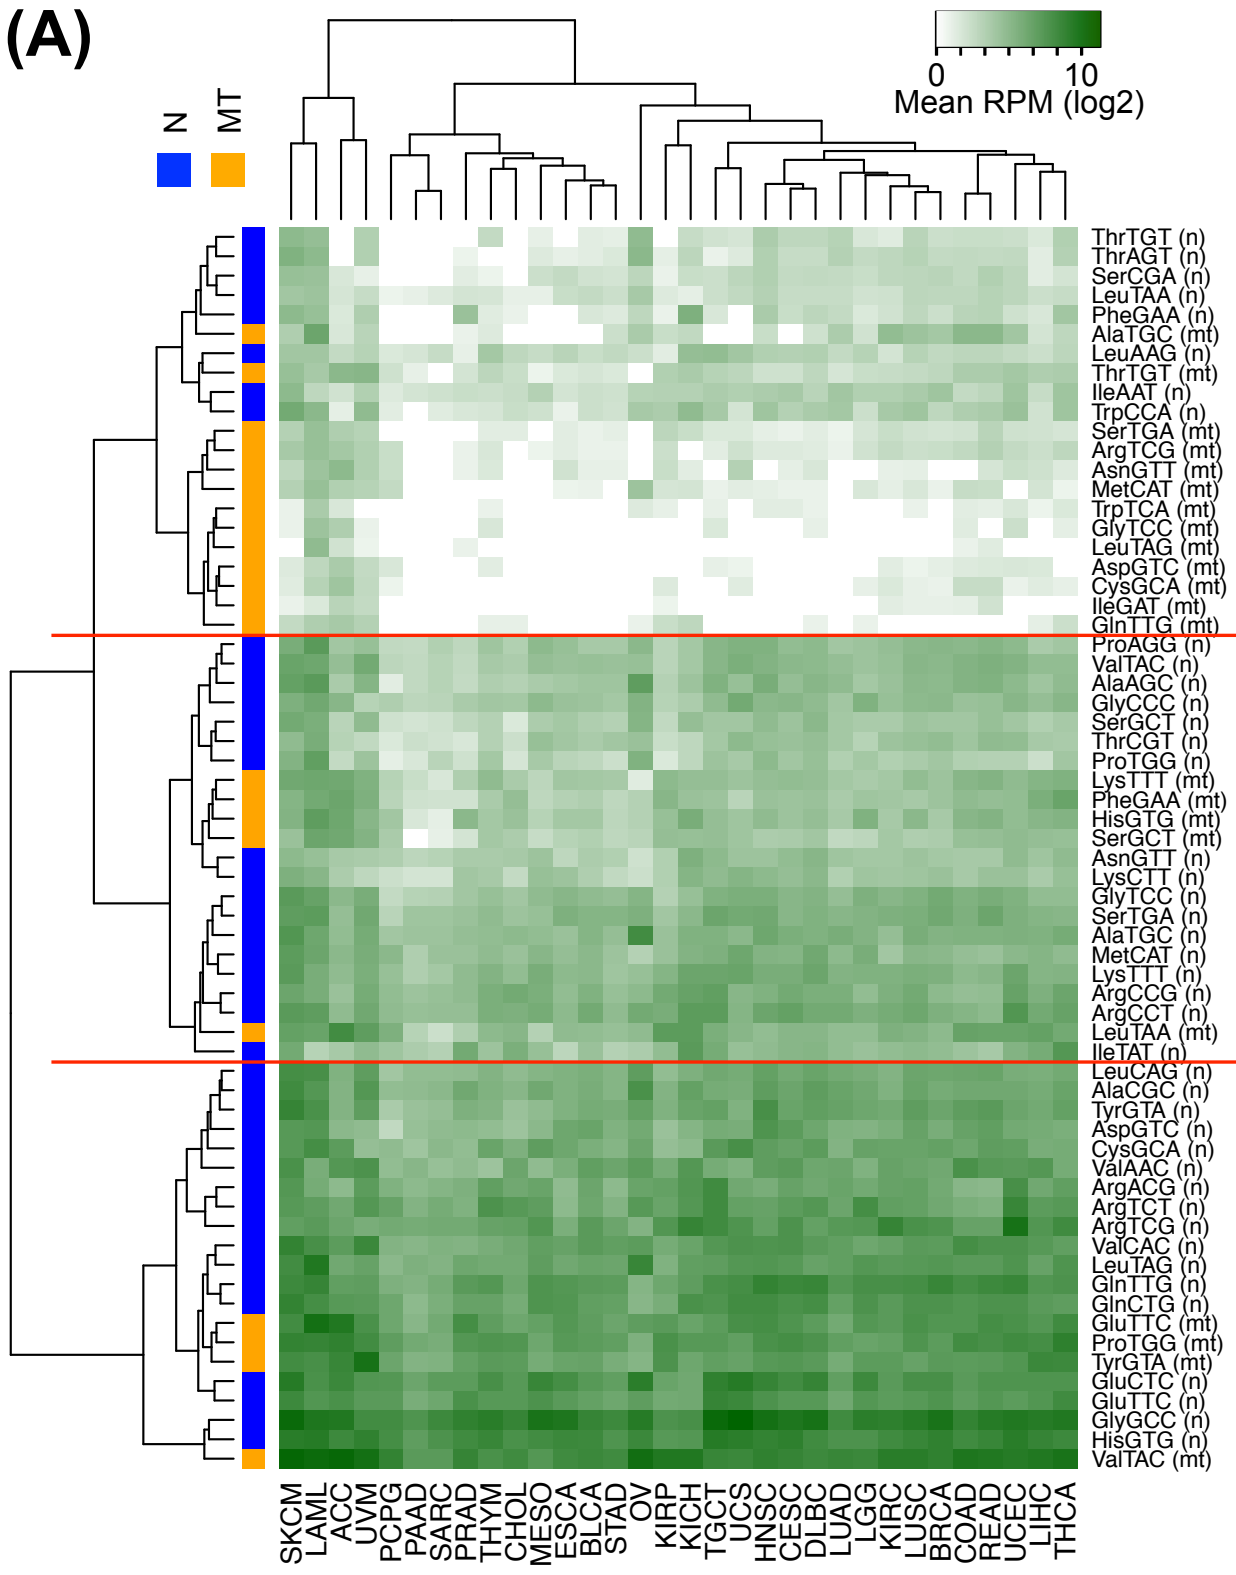 (A)
N
MT
0 10
Mean RPM (log2)
ThrTGT (n)
ThrAGT (n)
SerCGA (n)
LeuTAA (n)
PheGAA (n)
AlaTGC (mt)
LeuAAG (n)
ThrTGT (mt)
IleAAT (n)
TrpCCA (n)
SerTGA (mt)
ArgTCG (mt)
AsnGTT (mt)
MetCAT (mt)
TrpTCA (mt)
GlyTCC (mt)
LeuTAG (mt)
AspGTC (mt)
CysGCA (mt)
IleGAT (mt)
GlnTTG (mt)
ProAGG (n)
ValTAC (n)
AlaAGC (n)
GlyCCC (n)
SerGCT (n)
ThrCGT (n)
ProTGG (n)
LysTTT (mt)
PheGAA (mt)
HisGTG (mt)
SerGCT (mt)
AsnGTT (n)
LysCTT (n)
GlyTCC (n)
SerTGA (n)
AlaTGC (n)
MetCAT (n)
LysTTT (n)
ArgCCG (n)
ArgCCT (n)
LeuTAA (mt)
IleTAT (n)
LeuCAG (n)
AlaCGC (n)
TyrGTA (n)
AspGTC (n)
CysGCA (n)
ValAAC (n)
ArgACG (n)
ArgTCT (n)
ArgTCG (n)
ValCAC (n)
LeuTAG (n)
GlnTTG (n)
GlnCTG (n)
GluTTC (mt)
ProTGG (mt)
TyrGTA (mt)
GluCTC (n)
GluTTC (n)
GlyGCC (n)
HisGTG (n)
ValTAC (mt)
SKCM
LAML
ACC
UVM
PCPG
PAAD
SARC
PRAD
THYM
CHOL
MESO
ESCA
BLCA
STAD
OV
KIRP
KICH
TGCT
UCS
HNSC
CESC
DLBC
LUAD
LGG
KIRC
LUSC
BRCA
COAD
READ
UCEC
LIHC
THCA